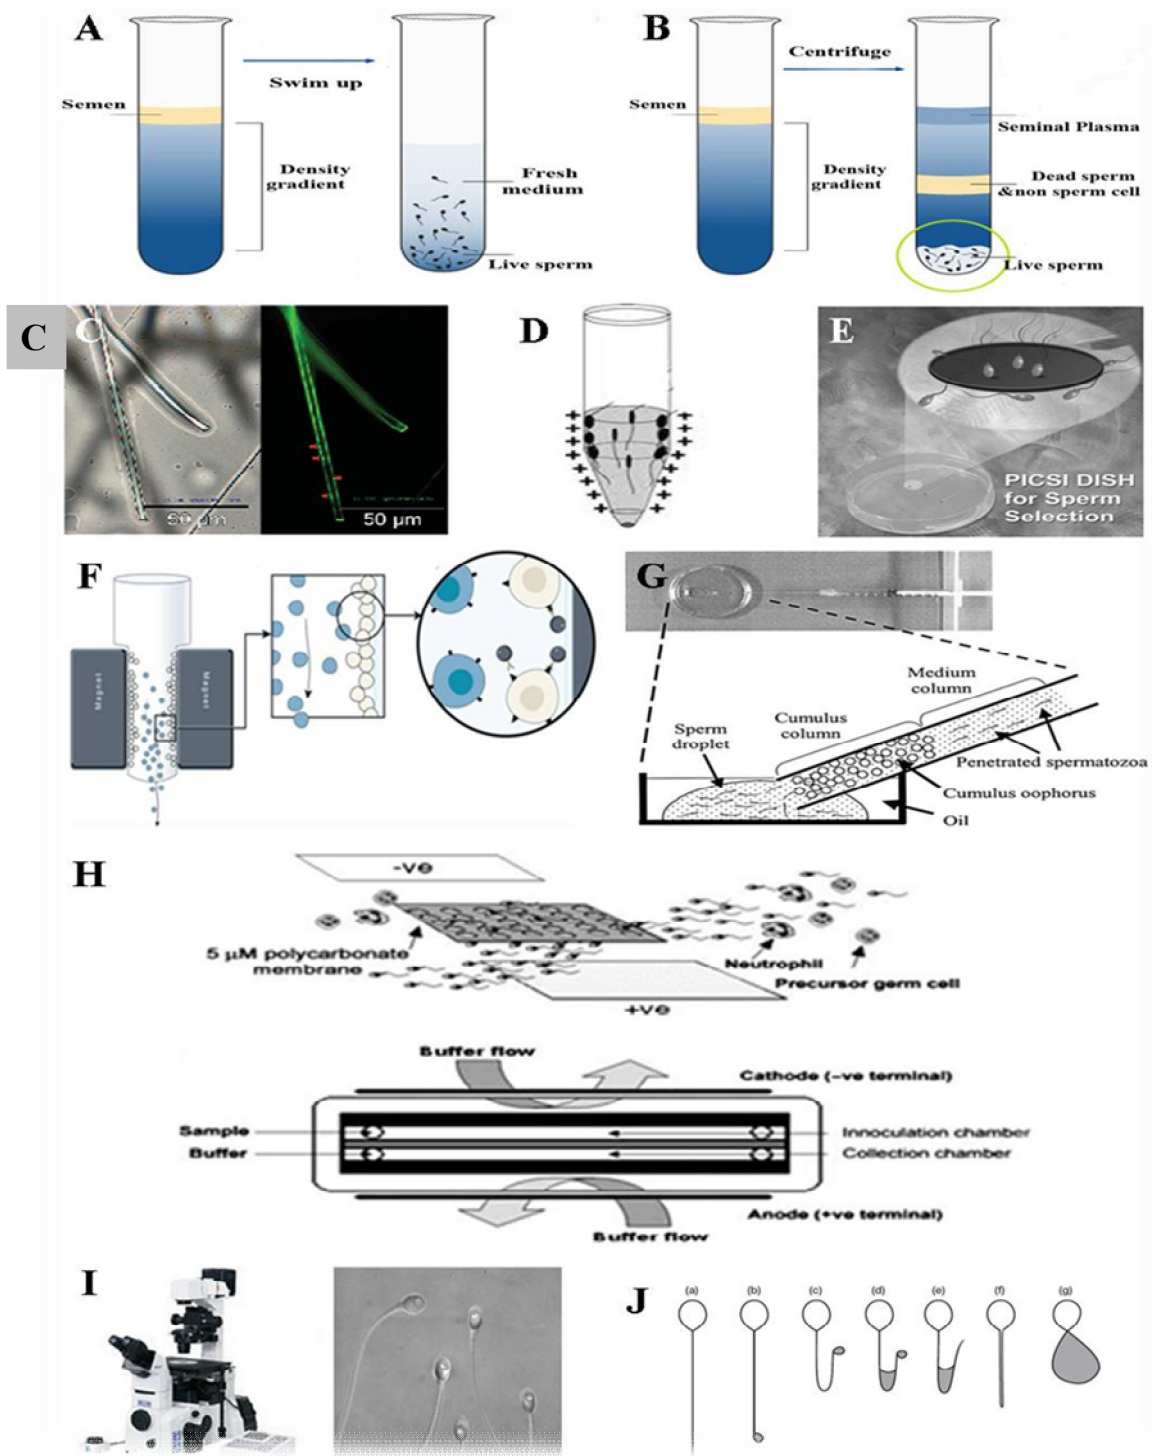 A
Swim up
Semen
Density
gradient
Fresh
medium
Live sperm
B
Centrifuge
Semen
Density
gradient
Seminal Plasma
Dead sperm
&non sperm cell
Live sperm
C
C
50 µm
50 µm
D
E
PICSI DISH
for Sperm
Selection
F
Magnet
Magnet
G
Medium
column
Cumulus
column
Sperm
droplet
Penetrated spermatozoa
Cumulus oophorus
Oil
H
-ve
5 µM polycarbonate
membrane
Neutrophil
Precursor germ cell
+ve
Buffer flow
Cathode (-ve terminal)
Sample
Innoculation chamber
Buffer
Collection chamber
Anode (+ve terminal)
Buffer flow
I
J
(a)
(b)
(c)
(d)
(e)
(f)
(g)